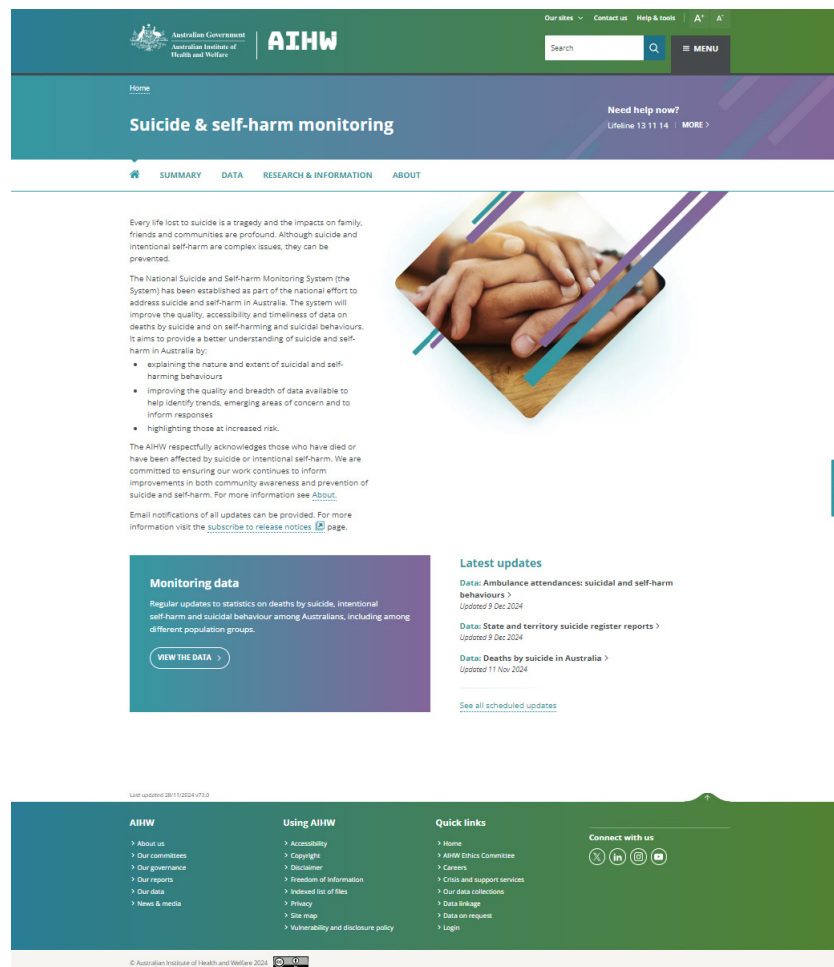 Our sites Contact us Help & tools A+ A-
Australian Government
Australian Institute of
Health and Welfare
AIHW
Search
≡ MENU
Home
Suicide & self-harm monitoring
Need help now?
Lifeline 13 11 14 | MORE >
SUMMARY DATA RESEARCH & INFORMATION ABOUT
Every life lost to suicide is a tragedy and the impacts on family,
friends and communities are profound. Although suicide and
intentional self-harm are complex issues, they can be
prevented.
The National Suicide and Self-harm Monitoring System (the
System) has been established as part of the national effort to
address suicide and self-harm in Australia. The system will
improve the quality, accessibility and timeliness of data on
deaths by suicide and on self-harming and suicidal behaviours.
It aims to provide a better understanding of suicide and self-
harm in Australia by:
• explaining the nature and extent of suicidal and self-
harming behaviours
• improving the quality and breadth of data available to
help identify trends, emerging areas of concern and to
inform responses
• highlighting those at increased risk.
The AIHW respectfully acknowledges those who have died or
have been affected by suicide or intentional self-harm. We are
committed to ensuring our work continues to inform
improvements in both community awareness and prevention of
suicide and self-harm. For more information see About.
Email notifications of all updates can be provided. For more
information visit the subscribe to release notices page.
Monitoring data
Regular updates to statistics on deaths by suicide, intentional
self-harm and suicidal behaviour among Australians, including among
different population groups.
VIEW THE DATA >
Latest updates
Data: Ambulance attendances: suicidal and self-harm
behaviours >
Updated 9 Dec 2024
Data: State and territory suicide register reports >
Updated 9 Dec 2024
Data: Deaths by suicide in Australia >
Updated 11 Nov 2024
See all scheduled updates
Last updated 28/11/2024 v73.0
AIHW
> About us
> Our committees
> Our governance
> Our reports
> Our data
> News & media
Using AIHW
> Accessibility
> Copyright
> Disclaimer
> Freedom of Information
> Indexed list of files
> Privacy
> Site map
> Vulnerability and disclosure policy
Quick links
> Home
> AIHW Ethics Committee
> Careers
> Crisis and support services
> Our data collections
> Data linkage
> Data on request
> Login
Connect with us
© Australian Institute of Health and Welfare 2024